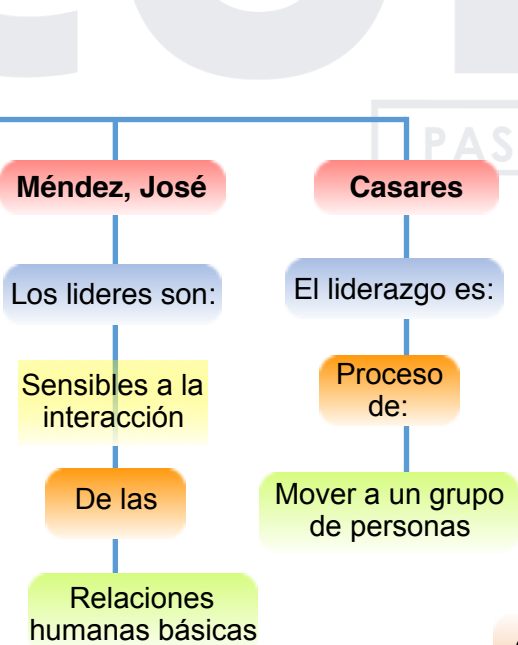 PAS
Méndez, José
Los lideres son:
Sensibles a la
interacción
De las
Relaciones
humanas básicas
Casares
El liderazgo es:
Proceso
de:
Mover a un grupo
de personas